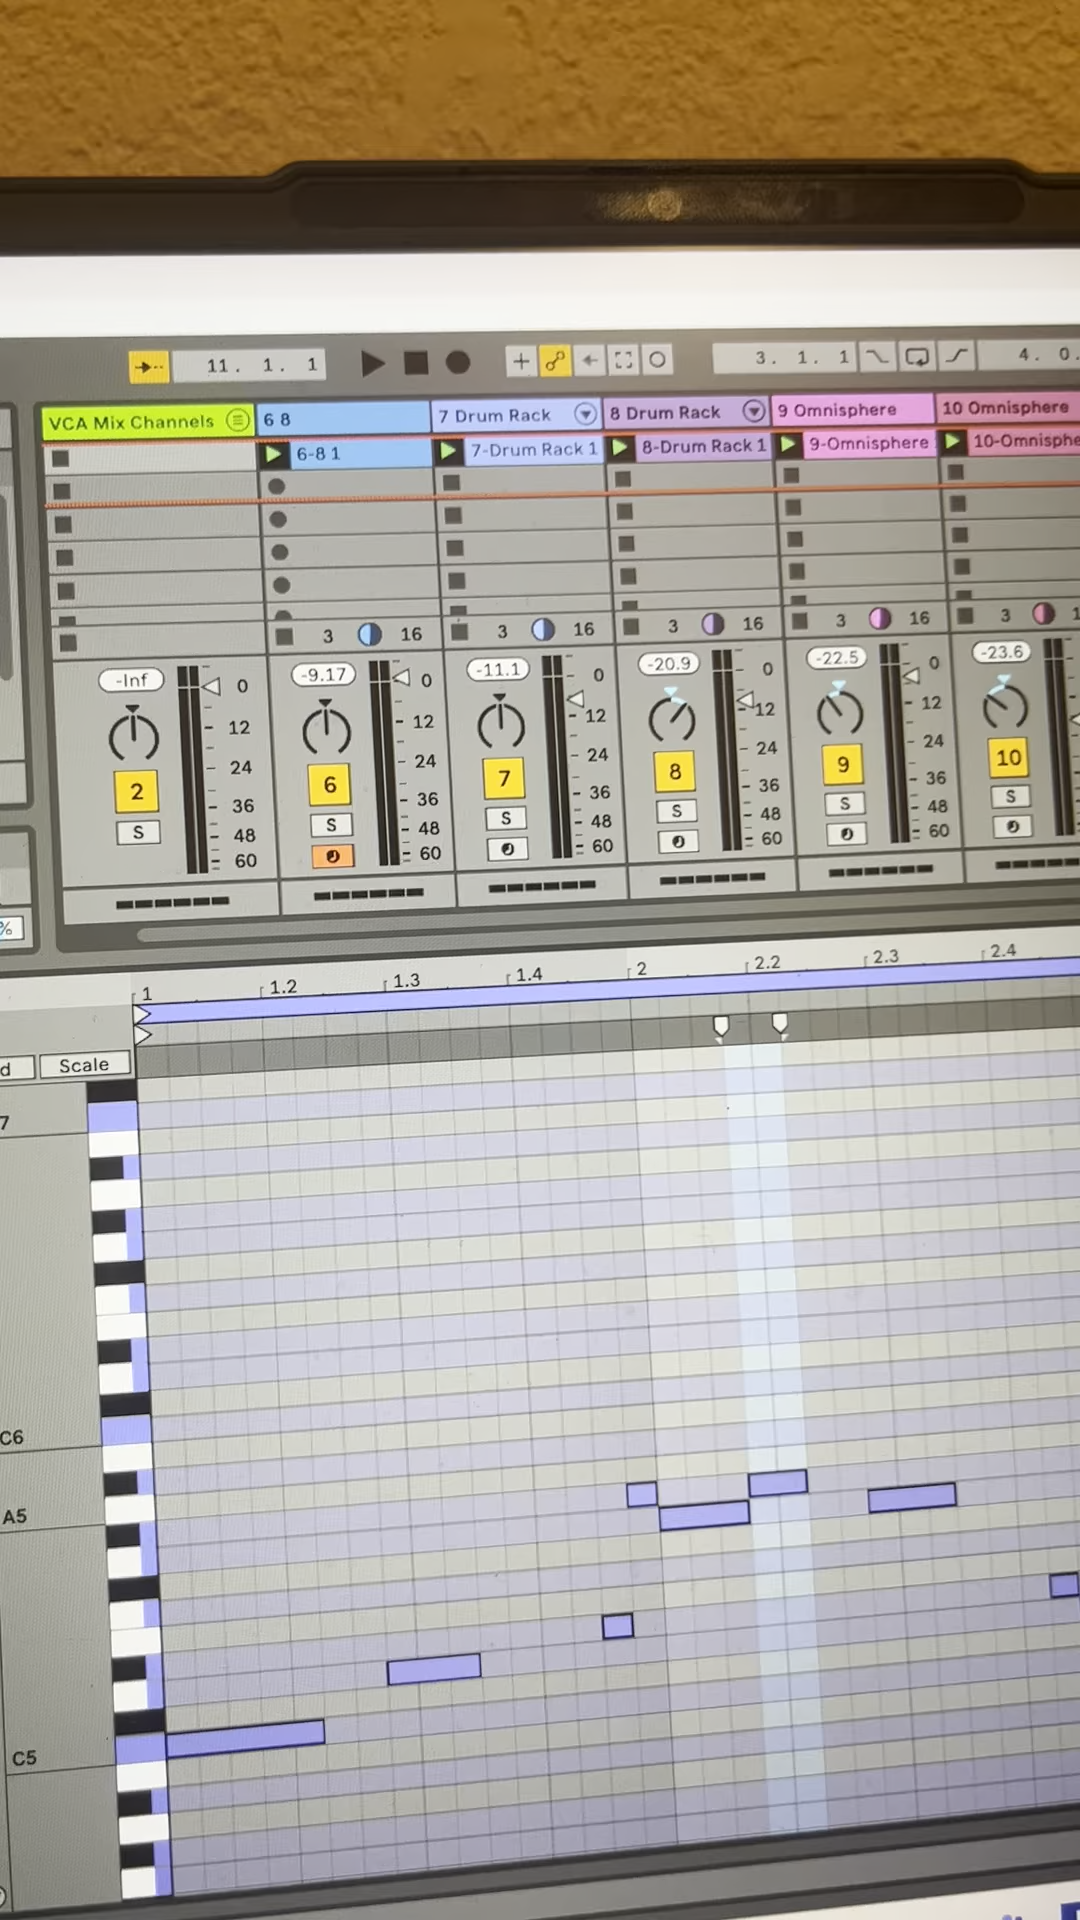 11. 1. 1
3. 1. 1
4. 0.
VCA Mix Channels
6 8
7 Drum Rack
8 Drum Rack
9 Omnisphere
10 Omnisphere
6-8 1
7-Drum Rack 1
8-Drum Rack 1
9-Omnisphere
10-Omnisphe
3 16
3 16
3 16
3 16
3 1
-Inf
-9.17
-11.1
-20.9
-22.5
-23.6
0 0 0 0 0
12 12 12 12 12
24 24 24 24 24
36 36 36 36 36
48 48 48 48 48
60 60 60 60 60
2 6 7 8 9 10
S S S S S S
%
1 1.2 1.3 1.4 2 2.2 2.3 2.4
d
Scale
7
C6
A5
C5